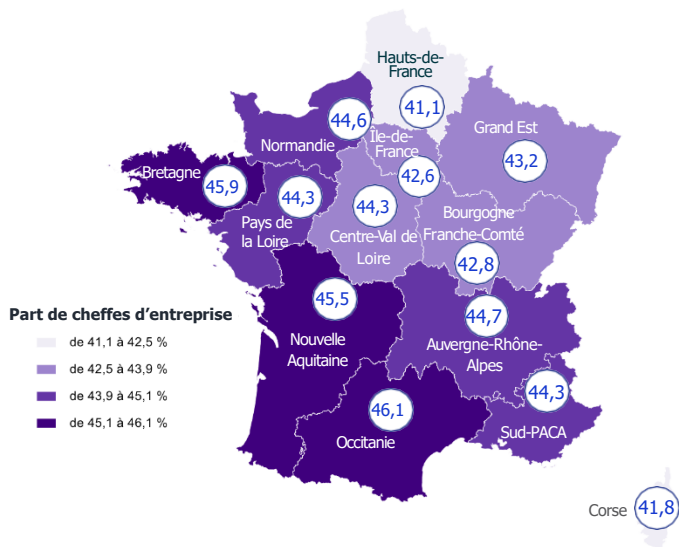 Hauts-de-
France
41,1
44,6
Normandie
Île-de-
France
42,6
Grand Est
43,2
Bretagne
45,9
44,3
Pays de
la Loire
44,3
Centre-Val de
Loire
Bourgogne
Franche-Comté
42,8
45,5
Nouvelle
Aquitaine
44,7
Auvergne-Rhône-
Alpes
46,1
Occitanie
44,3
Sud-PACA
Corse
41,8
Part de cheffes d’entreprise
de 41,1 à 42,5 %
de 42,5 à 43,9 %
de 43,9 à 45,1 %
de 45,1 à 46,1 %